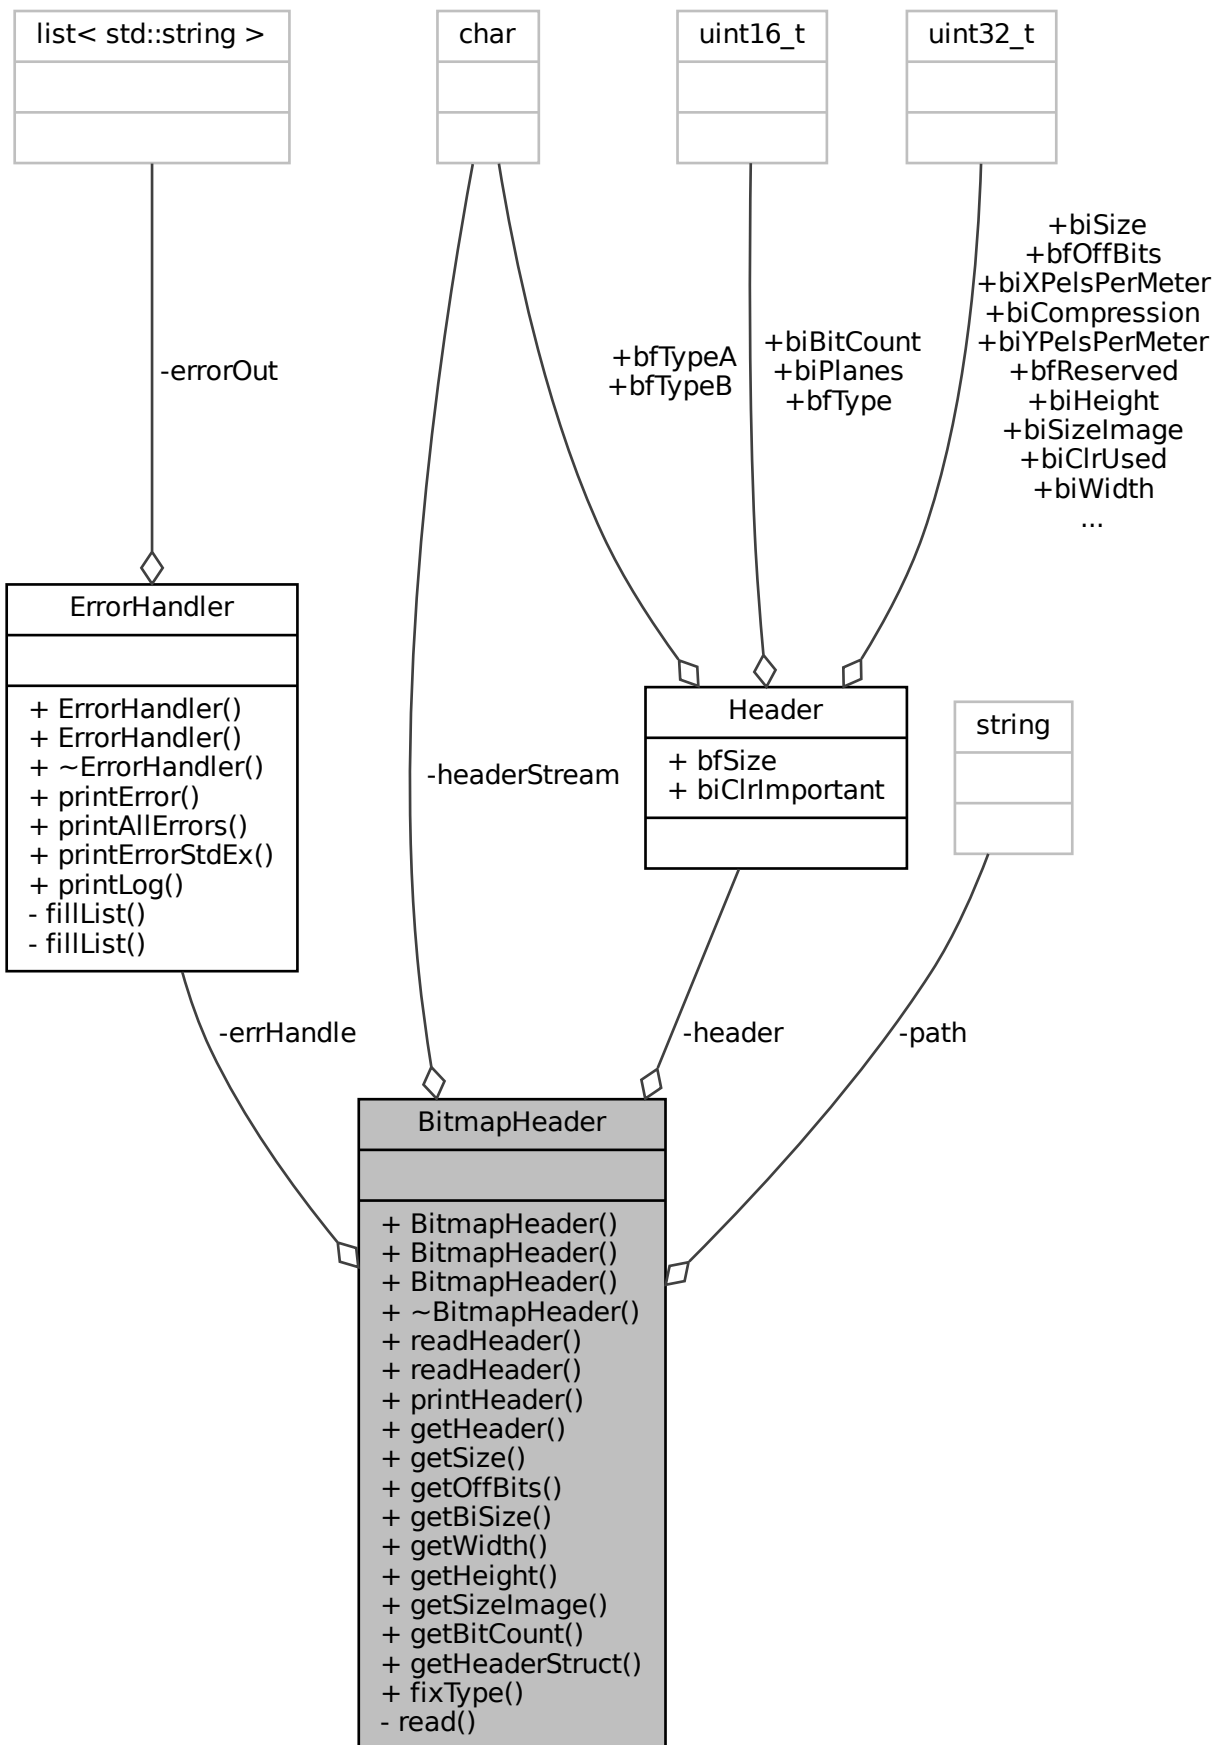 list< std::string >
char
uint16_t
uint32_t
+biSize
+bfOffBits
+biXPelsPerMeter
+biCompression
+biYPelsPerMeter
+bfReserved
+biHeight
+biSizeImage
+biClrUsed
+biWidth
...
-errorOut
+bfTypeA
+bfTypeB
+biBitCount
+biPlanes
+bfType
ErrorHandler
+ ErrorHandler()
+ ErrorHandler()
+ ~ErrorHandler()
+ printError()
+ printAllErrors()
+ printErrorStdEx()
+ printLog()
- fillList()
- fillList()
-headerStream
Header
+ bfSize
+ biClrImportant
string
-errHandle
-header
-path
BitmapHeader
+ BitmapHeader()
+ BitmapHeader()
+ BitmapHeader()
+ ~BitmapHeader()
+ readHeader()
+ readHeader()
+ printHeader()
+ getHeader()
+ getSize()
+ getOffBits()
+ getBiSize()
+ getWidth()
+ getHeight()
+ getSizeImage()
+ getBitCount()
+ getHeaderStruct()
+ fixType()
- read()